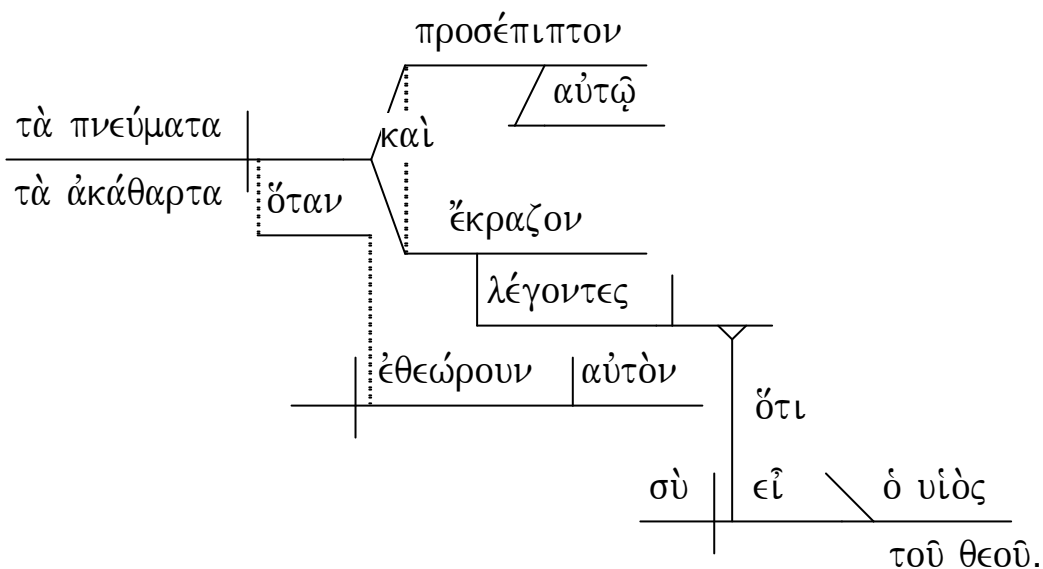 προσέπιπτον
αὐτῷ
τὰ πνεύματα
καὶ
τὰ ἀκάθαρτα
ὅταν
ἔκραζον
λέγοντες
ἐθεώρουν αὐτὸν
ὅτι
σὺ εἶ ὁ υἱὸς
τοῦ θεοῦ.